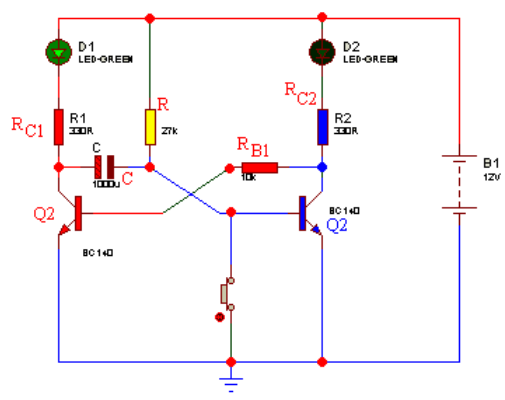 D1
LED-GREEN
D2
LED-GREEN
RC1
R1
330R
R
27k
RC2
R2
330R
C
1000u
C
RB1
10k
B1
12V
Q2
BC140
BC140
Q2